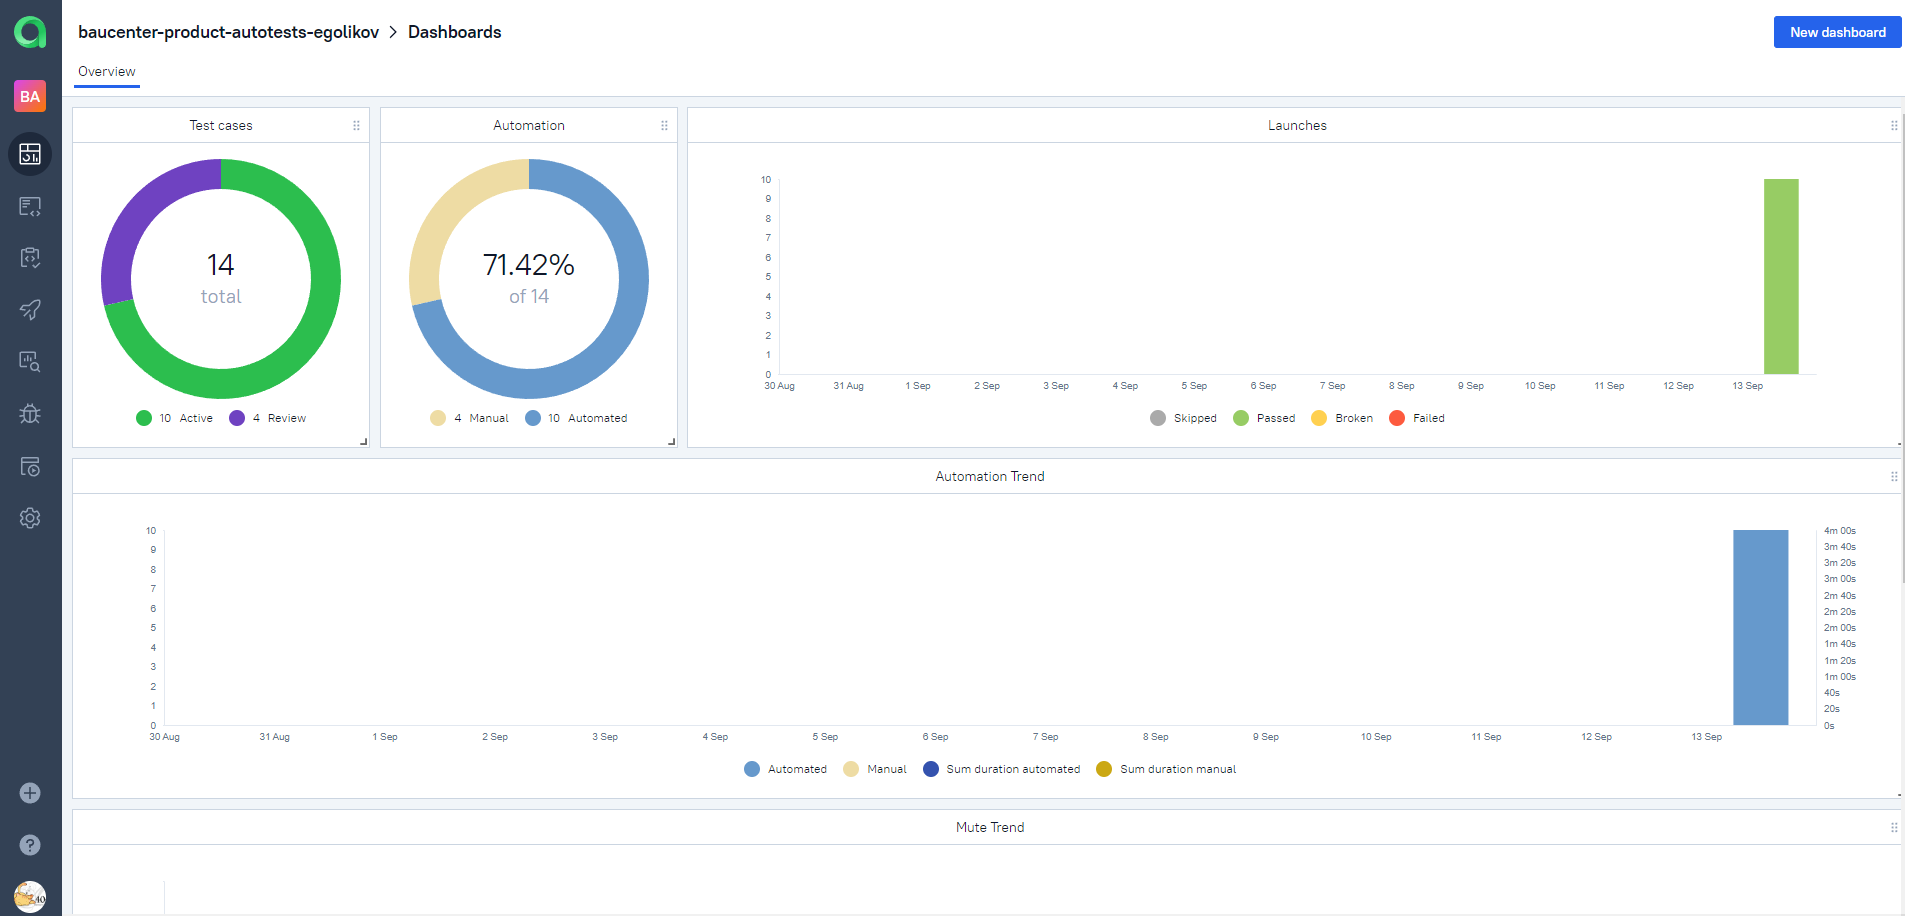 baucenter-product-autotests-egolikov > Dashboards
New dashboard
BA
Overview
Test cases
14
total
10 Active 4 Review
Automation
71.42%
of 14
4 Manual 10 Automated
Launches
10
9
8
7
6
5
4
3
2
1
0
30 Aug 31 Aug 1 Sep 2 Sep 3 Sep 4 Sep 5 Sep 6 Sep 7 Sep 8 Sep 9 Sep 10 Sep 11 Sep 12 Sep 13 Sep
Skipped Passed Broken Failed
Automation Trend
10
9
8
7
6
5
4
3
2
1
0
4m 00s
3m 40s
3m 20s
3m 00s
2m 40s
2m 20s
2m 00s
1m 40s
1m 20s
1m 00s
40s
20s
0s
30 Aug 31 Aug 1 Sep 2 Sep 3 Sep 4 Sep 5 Sep 6 Sep 7 Sep 8 Sep 9 Sep 10 Sep 11 Sep 12 Sep 13 Sep
Automated Manual Sum duration automated Sum duration manual
Mute Trend
?
40